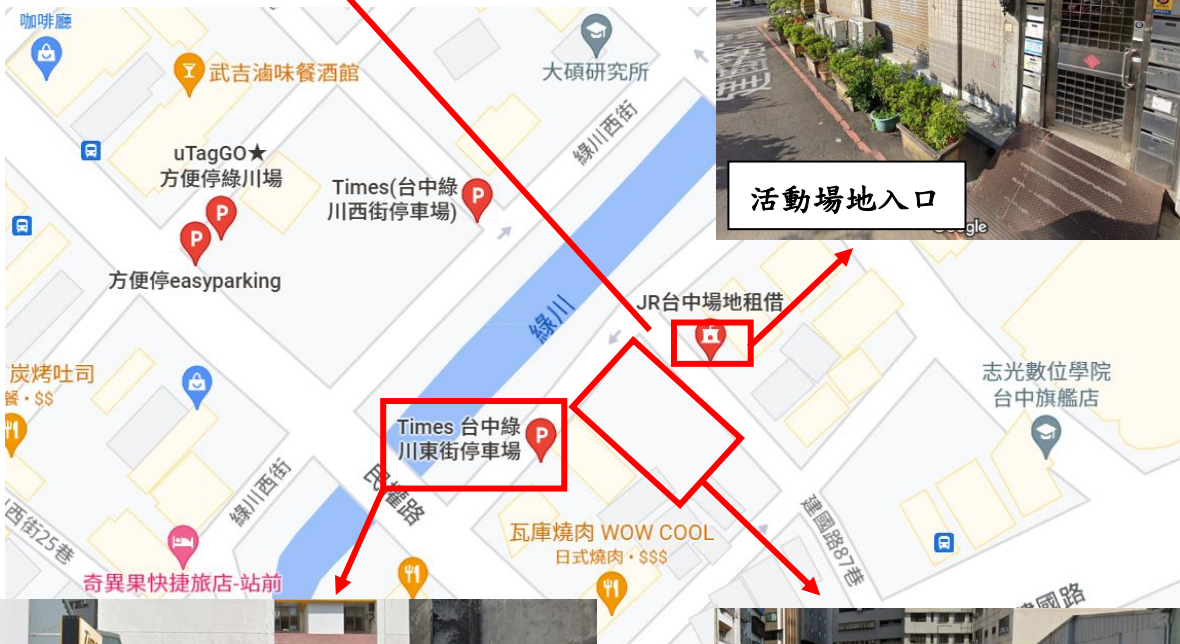 咖啡廳
武吉滷味餐酒館
大碩研究所
綠川西街
uTagGO★
方便停綠川場
Times(台中綠
川西街停車場)
P
P
P
方便停easyparking
活動場地入口
綠川
JR台中場地租借
炭烤吐司
餐·$$
志光數位學院
台中旗艦店
Times 台中綠
川東街停車場
P
綠川西街
民權路
西街25巷
瓦庫燒肉 WOW COOL
日式燒肉·$$$
建國路87巷
奇異果快捷旅店-站前
建國路